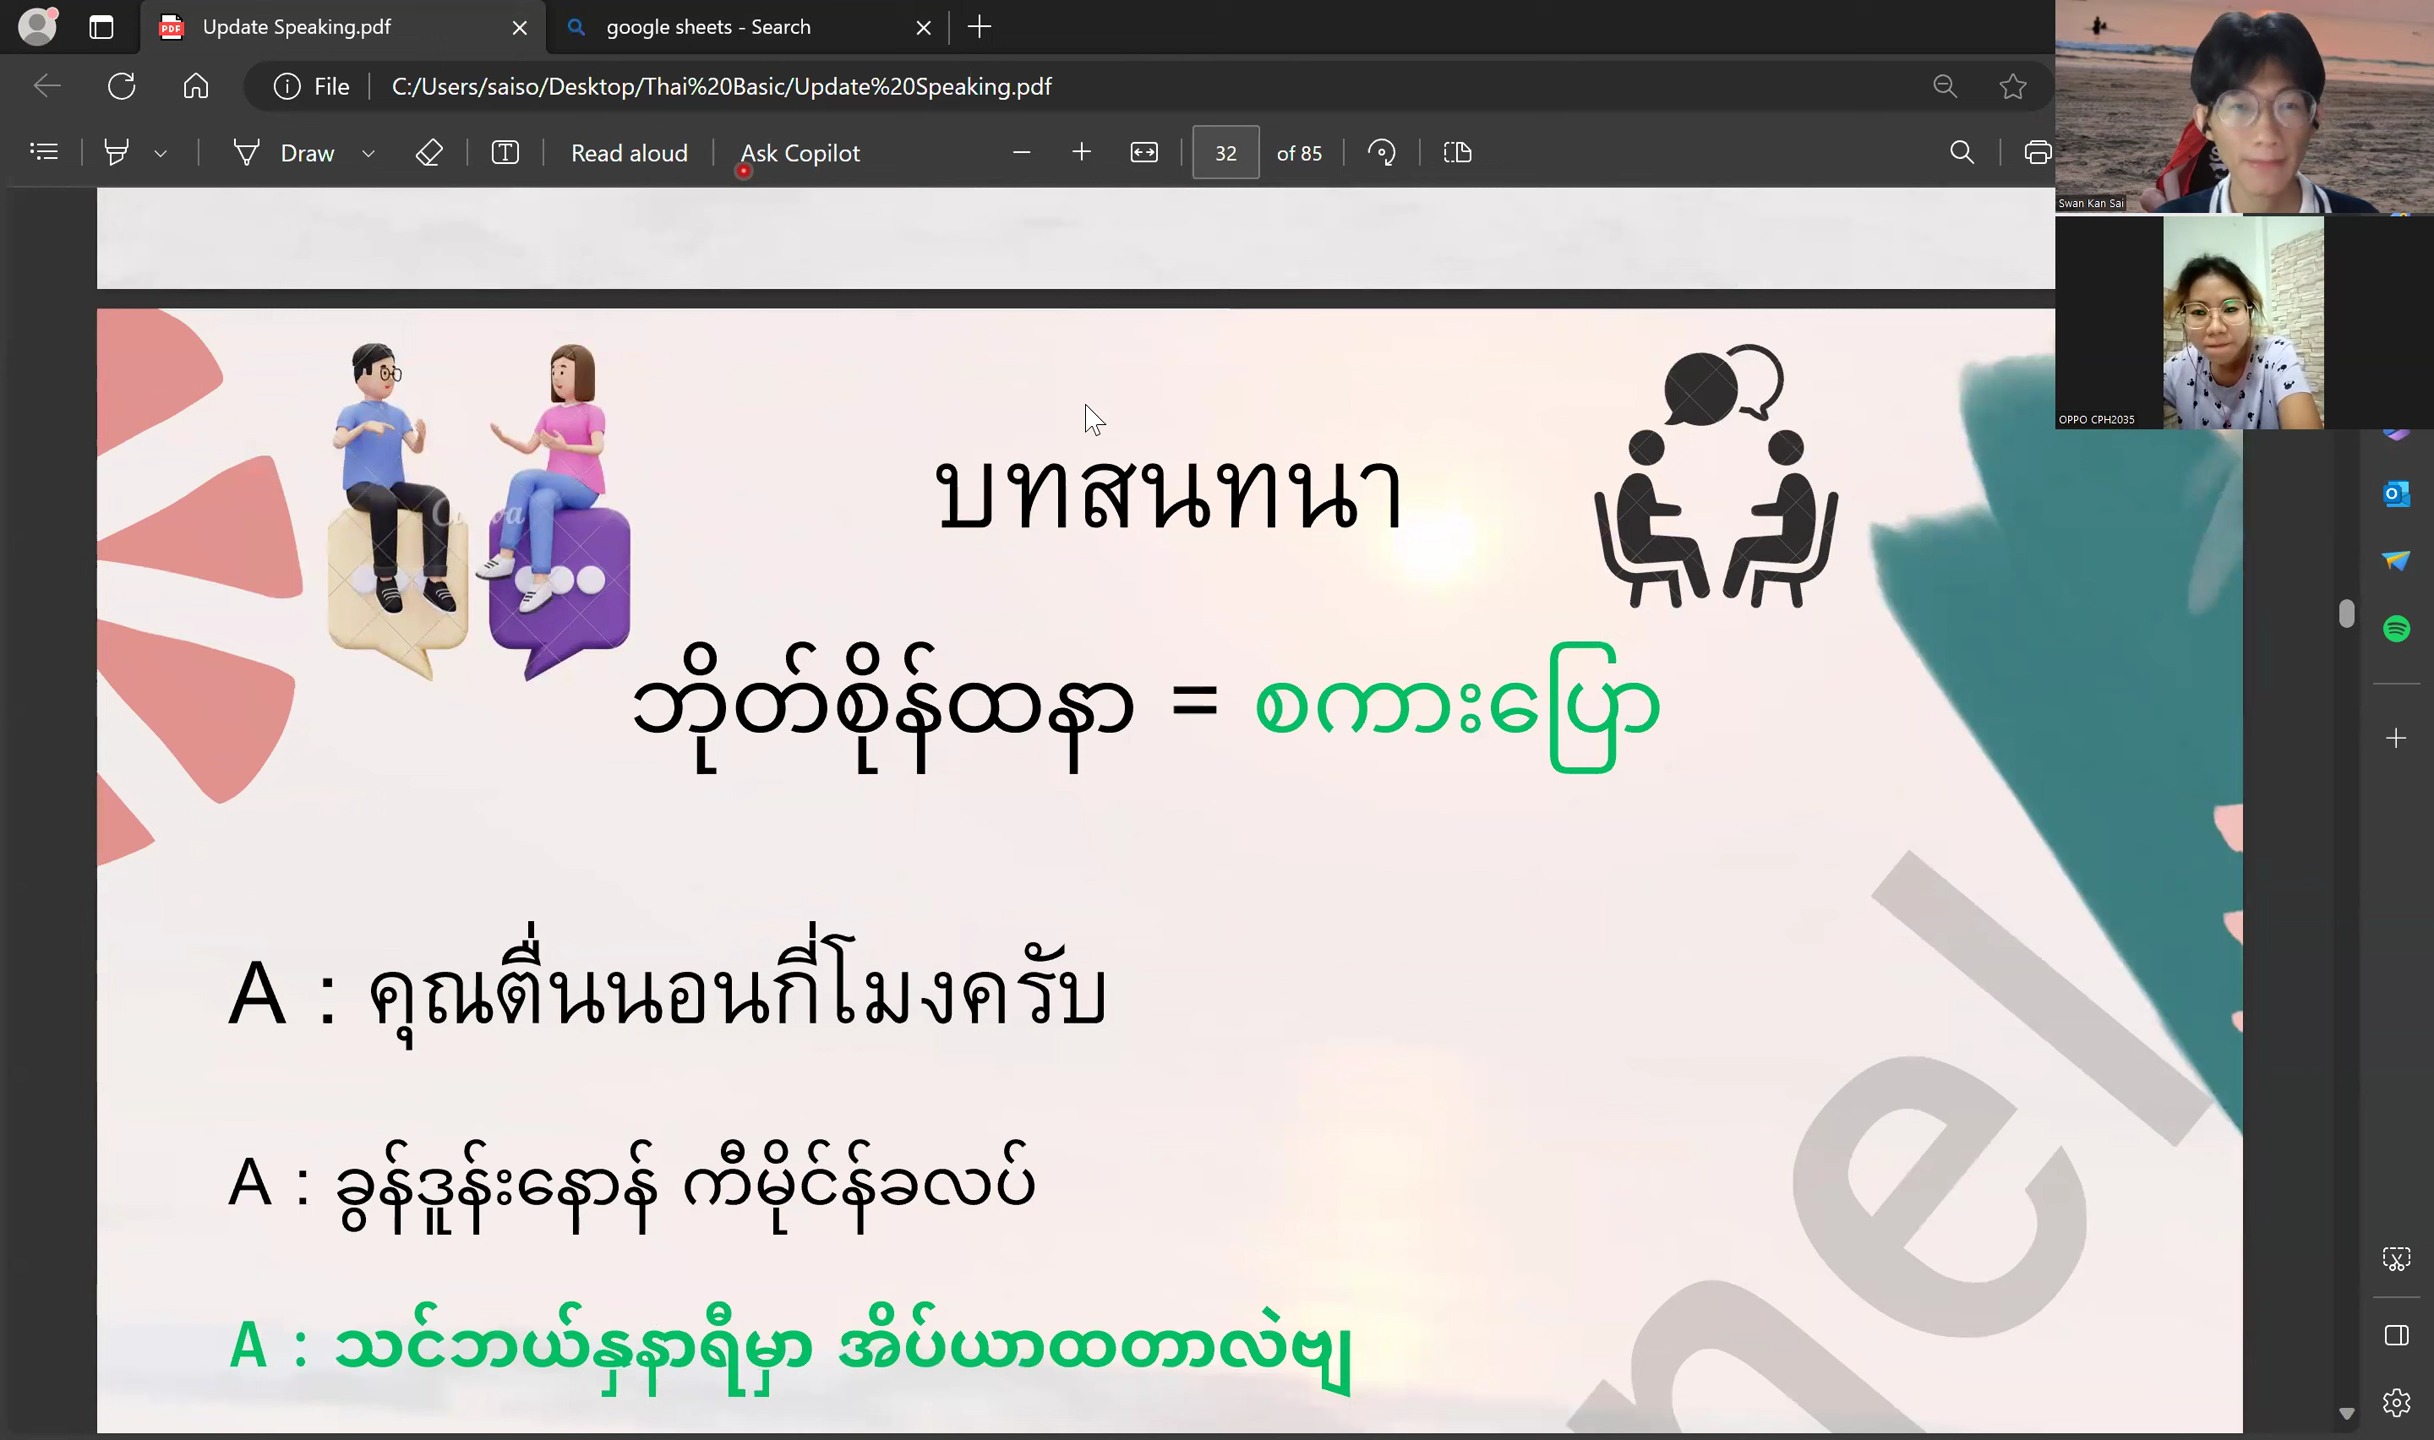 Update Speaking.pdf
google sheets - Search
File
C:/Users/saiso/Desktop/Thai%20Basic/Update%20Speaking.pdf
Draw
Read aloud
Ask Copilot
32 of 85
Swan Kan Sai
OPPO CPH2035
บทสนทนา
ဘိုတ်စိုန်ထနာ = စကားပြော
A : คุณตื่นนอนกี่โมงครับ
A : ခွန်ဒူန်းနောန် ကီမိုင်န်ခလပ်
A : သင်ဘယ်နှနာရီမှာ အိပ်ယာထတာလဲဗျ
nel